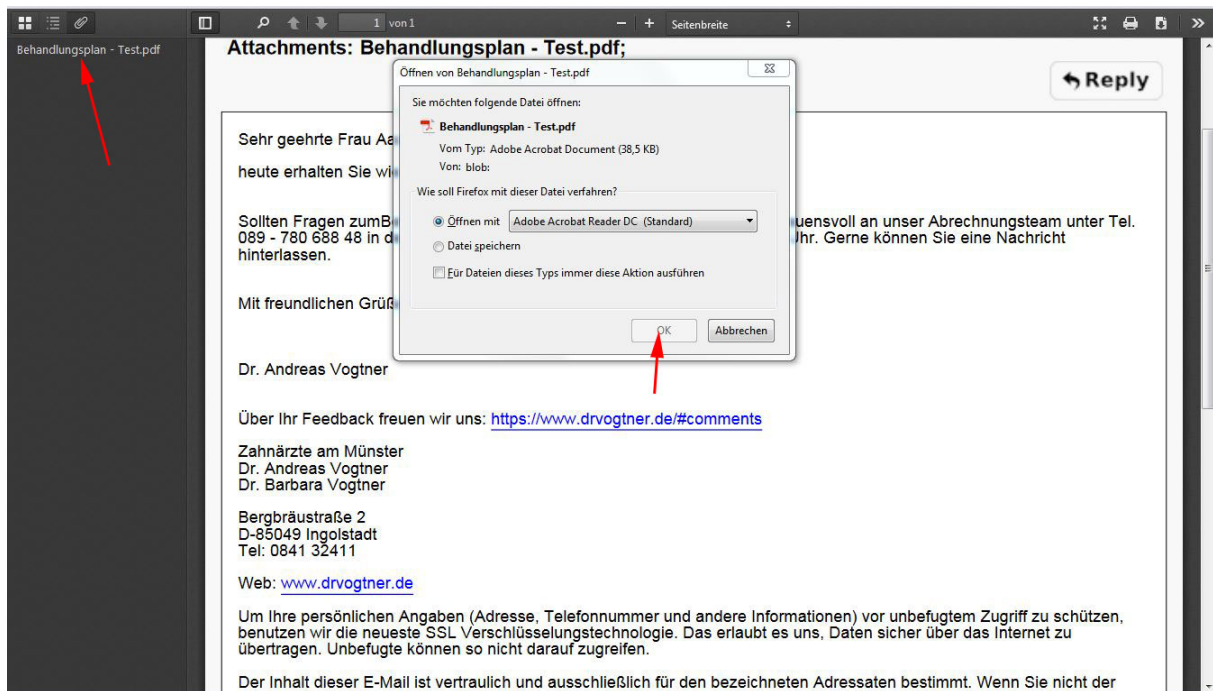 1 von 1
Seitenbreite
Behandlungsplan - Test.pdf
Attachments: Behandlungsplan - Test.pdf;
Reply
Öffnen von Behandlungsplan - Test.pdf
Sie möchten folgende Datei öffnen:
Behandlungsplan - Test.pdf
Vom Typ: Adobe Acrobat Document (38,5 KB)
Von: blob:
Wie soll Firefox mit dieser Datei verfahren?
Öffnen mit Adobe Acrobat Reader DC (Standard)
Datei speichern
Für Dateien dieses Typs immer diese Aktion ausführen
OK Abbrechen
Sehr geehrte Frau
heute erhalten Sie
Sollten Fragen uensvoll an unser Abrechnungsteam unter Tel.
089 - 780 688 48 in Uhr. Gerne können Sie eine Nachricht
hinterlassen.
Mit freundlichen
Dr. Andreas Vogtner
Über Ihr Feedback freuen wir uns: https://www.drvogtner.de/#comments
Zahnärzte am Münster
Dr. Andreas Vogtner
Dr. Barbara Vogtner
Bergbräustraße 2
D-85049 Ingolstadt
Tel: 0841 32411
Web: www.drvogtner.de
Um Ihre persönlichen Angaben (Adresse, Telefonnummer und andere Informationen) vor unbefugtem Zugriff zu schützen,
benutzen wir die neueste SSL Verschlüsselungstechnologie. Das erlaubt es uns, Daten sicher über das Internet zu
übertragen. Unbefugte können so nicht darauf zugreifen.
Der Inhalt dieser E-Mail ist vertraulich und ausschließlich für den bezeichneten Adressaten bestimmt. Wenn Sie nicht der